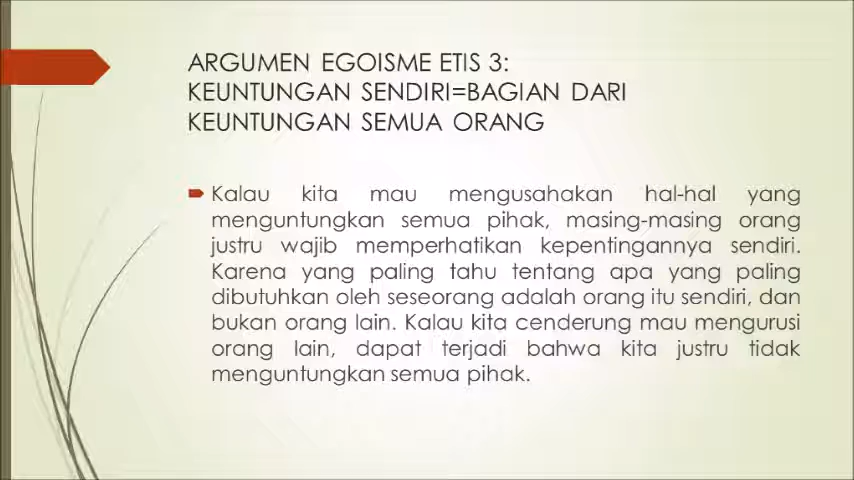 ARGUMEN EGOISME ETIS 3:
KEUNTUNGAN SENDIRI=BAGIAN DARI
KEUNTUNGAN SEMUA ORANG
Kalau kita mau mengusahakan hal-hal yang
menguntungkan semua pihak, masing-masing orang
justru wajib memperhatikan kepentingannya sendiri.
Karena yang paling tahu tentang apa yang paling
dibutuhkan oleh seseorang adalah orang itu sendiri, dan
bukan orang lain. Kalau kita cenderung mau mengurusi
orang lain, dapat terjadi bahwa kita justru tidak
menguntungkan semua pihak.